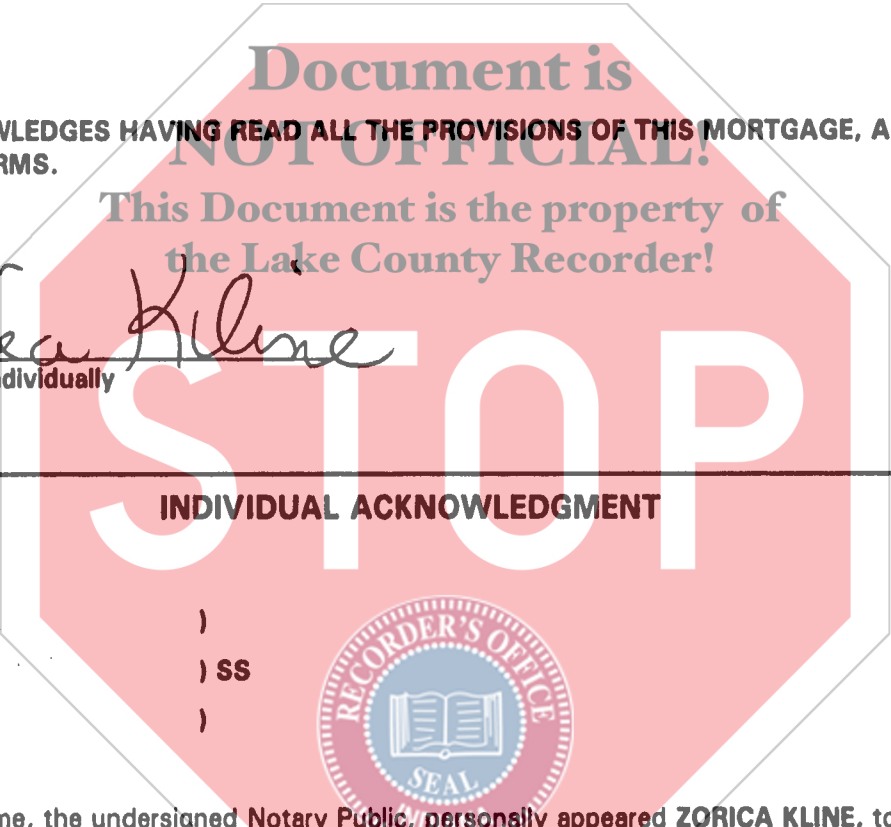 Document is
WLEDGES HAVING READ ALL THE PROVISIONS OF THIS MORTGAGE, A
NOT OFFICIAL!
RMS.
This Document is the property of
the Lake County Recorder!
ca Kline
dividually
STOP
INDIVIDUAL ACKNOWLEDGMENT
)
) SS
)
RECORDER'S OFFICE
SEAL
me, the undersigned Notary Public, personally appeared ZORICA KLINE, to